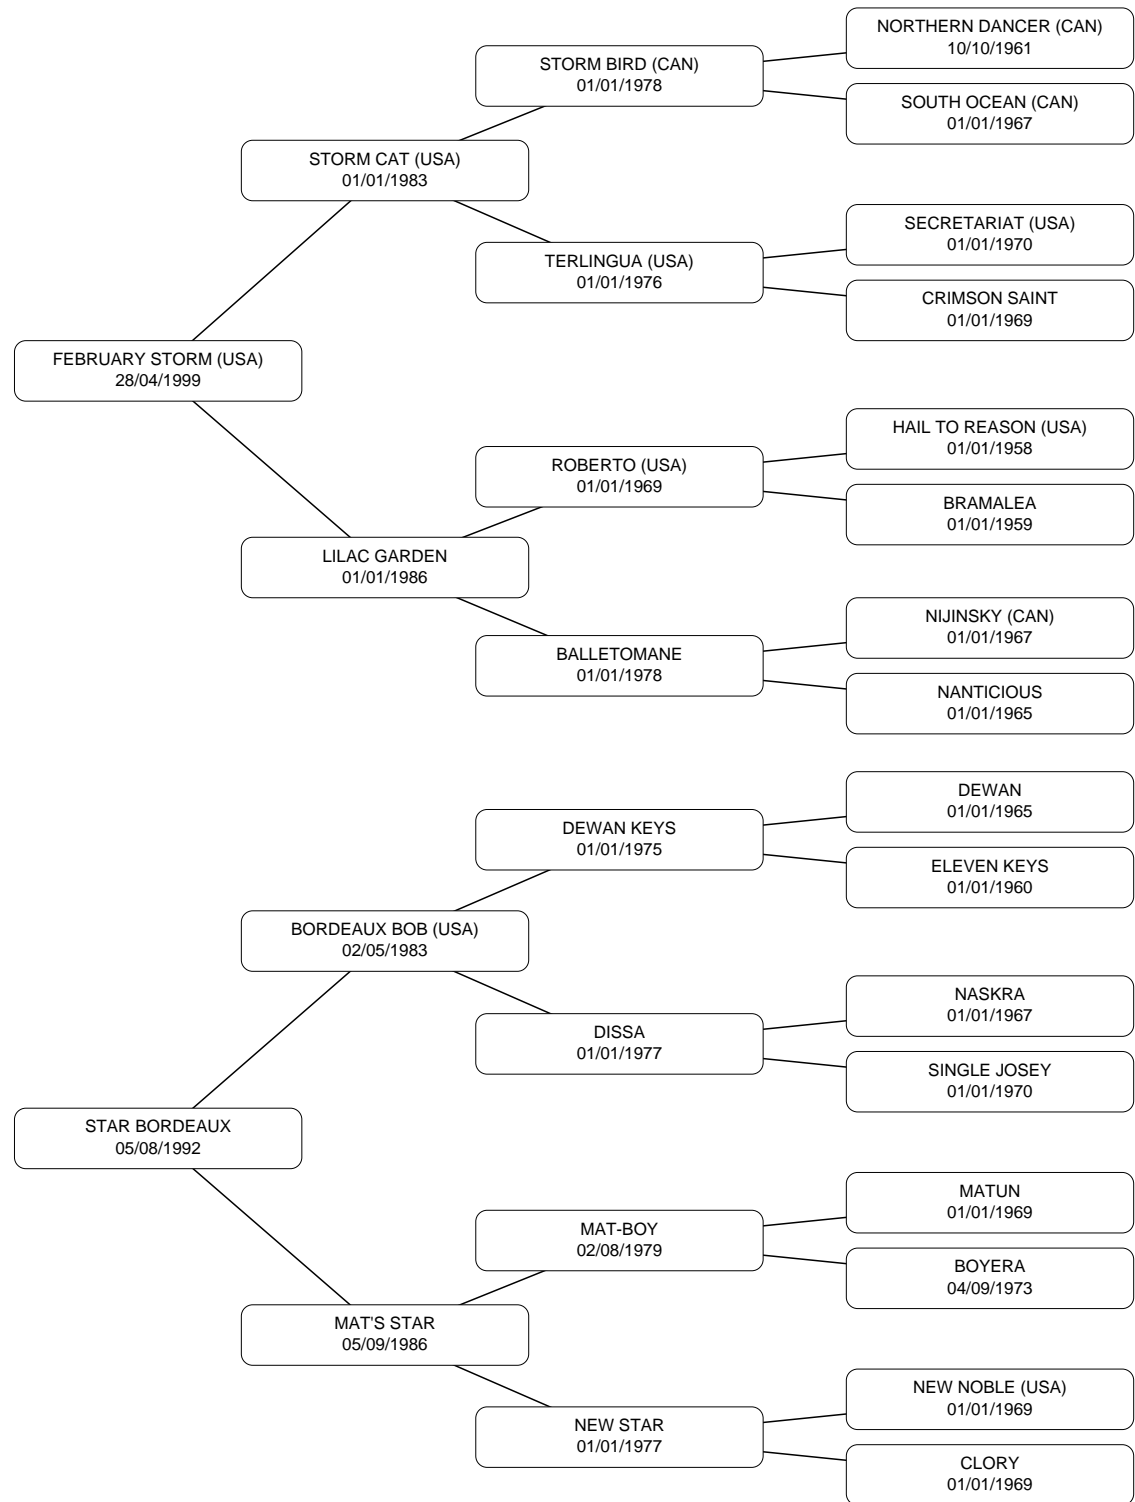 NORTHERN DANCER (CAN)
10/10/1961
STORM BIRD (CAN)
01/01/1978
SOUTH OCEAN (CAN)
01/01/1967
STORM CAT (USA)
01/01/1983
SECRETARIAT (USA)
01/01/1970
TERLINGUA (USA)
01/01/1976
CRIMSON SAINT
01/01/1969
FEBRUARY STORM (USA)
28/04/1999
HAIL TO REASON (USA)
01/01/1958
ROBERTO (USA)
01/01/1969
BRAMALEA
01/01/1959
LILAC GARDEN
01/01/1986
NIJINSKY (CAN)
01/01/1967
BALLETOMANE
01/01/1978
NANTICIOUS
01/01/1965
DEWAN
01/01/1965
DEWAN KEYS
01/01/1975
ELEVEN KEYS
01/01/1960
BORDEAUX BOB (USA)
02/05/1983
NASKRA
01/01/1967
DISSA
01/01/1977
SINGLE JOSEY
01/01/1970
STAR BORDEAUX
05/08/1992
MATUN
01/01/1969
MAT-BOY
02/08/1979
BOYERA
04/09/1973
MAT'S STAR
05/09/1986
NEW NOBLE (USA)
01/01/1969
NEW STAR
01/01/1977
CLORY
01/01/1969